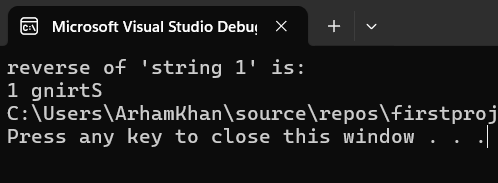 Microsoft Visual Studio Debug
reverse of 'string 1' is:
1 gnirtS
C:\Users\ArhamKhan\source\repos\firstproj
Press any key to close this window . . .